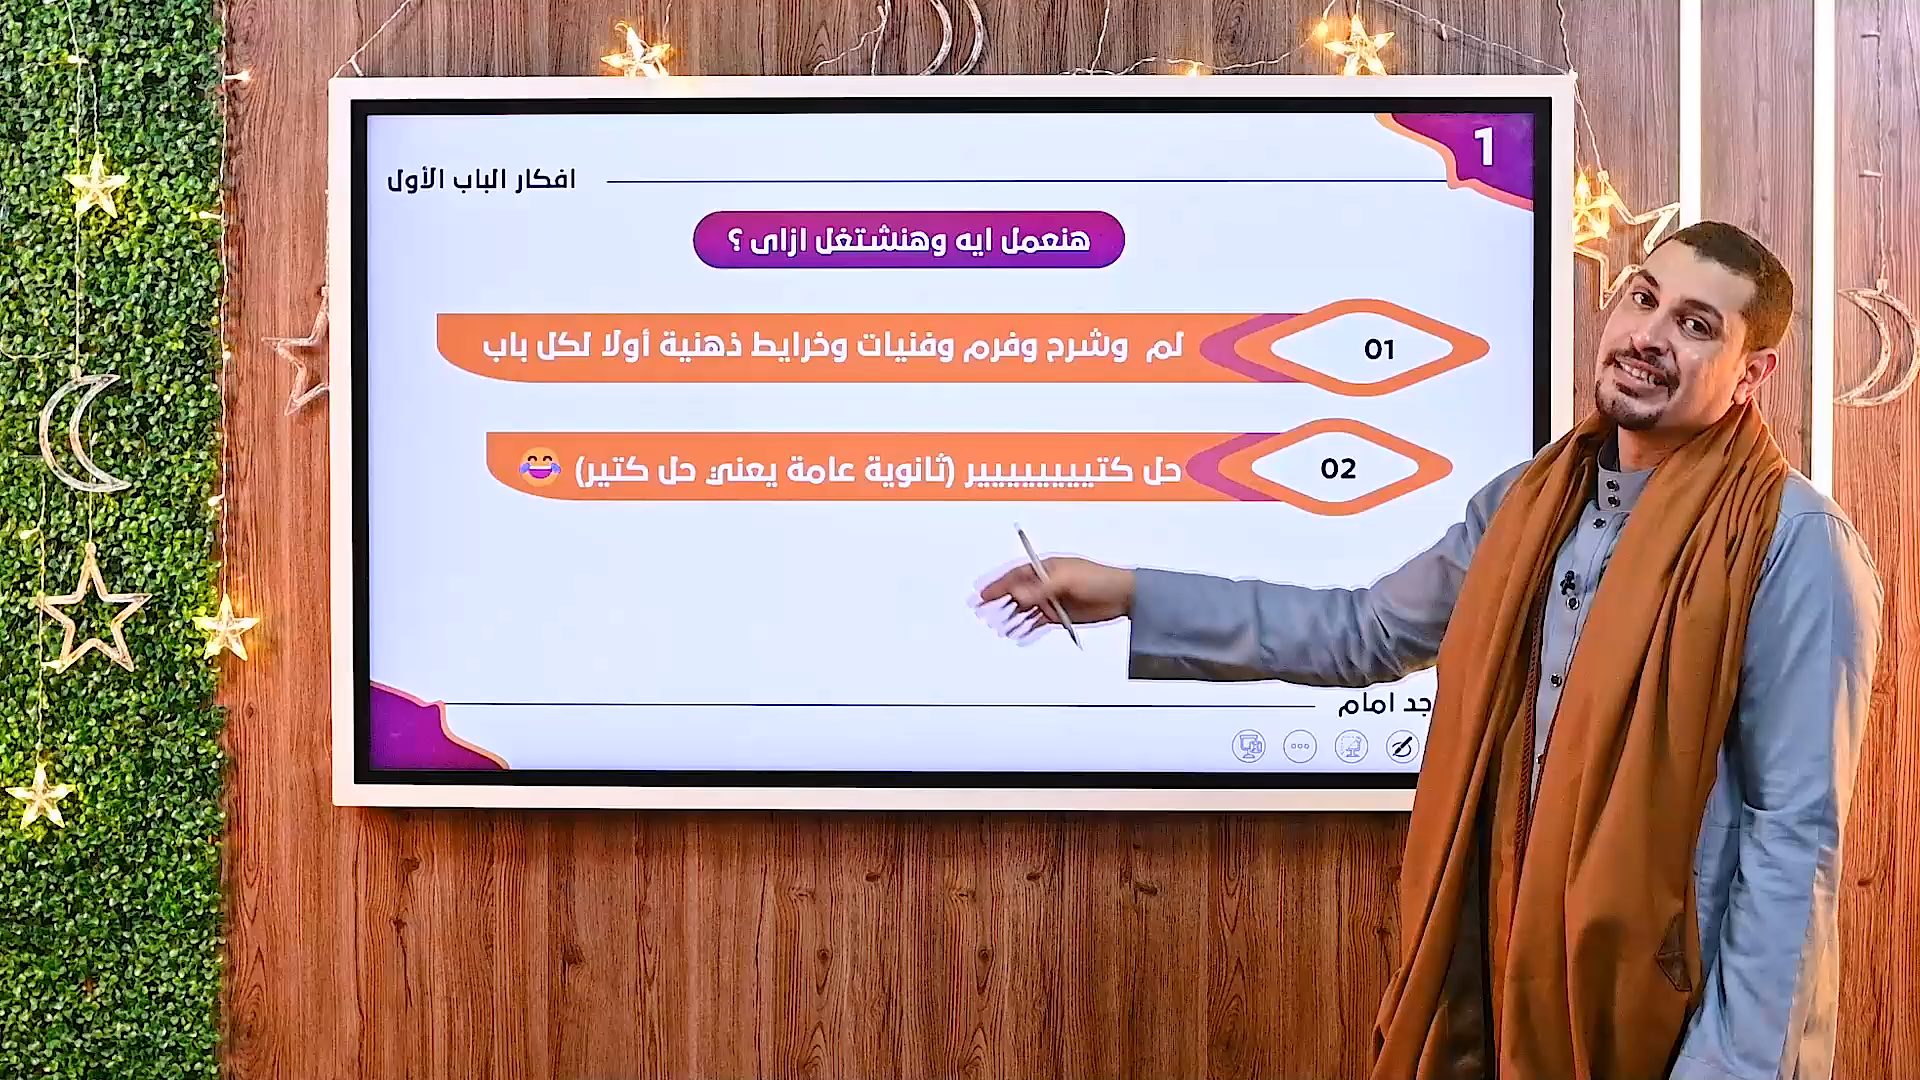 1
افكار الباب الأول
هنعمل ايه وهنشتغل ازاى ؟
01
لم وشرح وفرم وفنيات وخرايط ذهنية أولا لكل باب
02
حل كتييييييييير (ثانوية عامة يعني حل كتير) 😂
جد امام